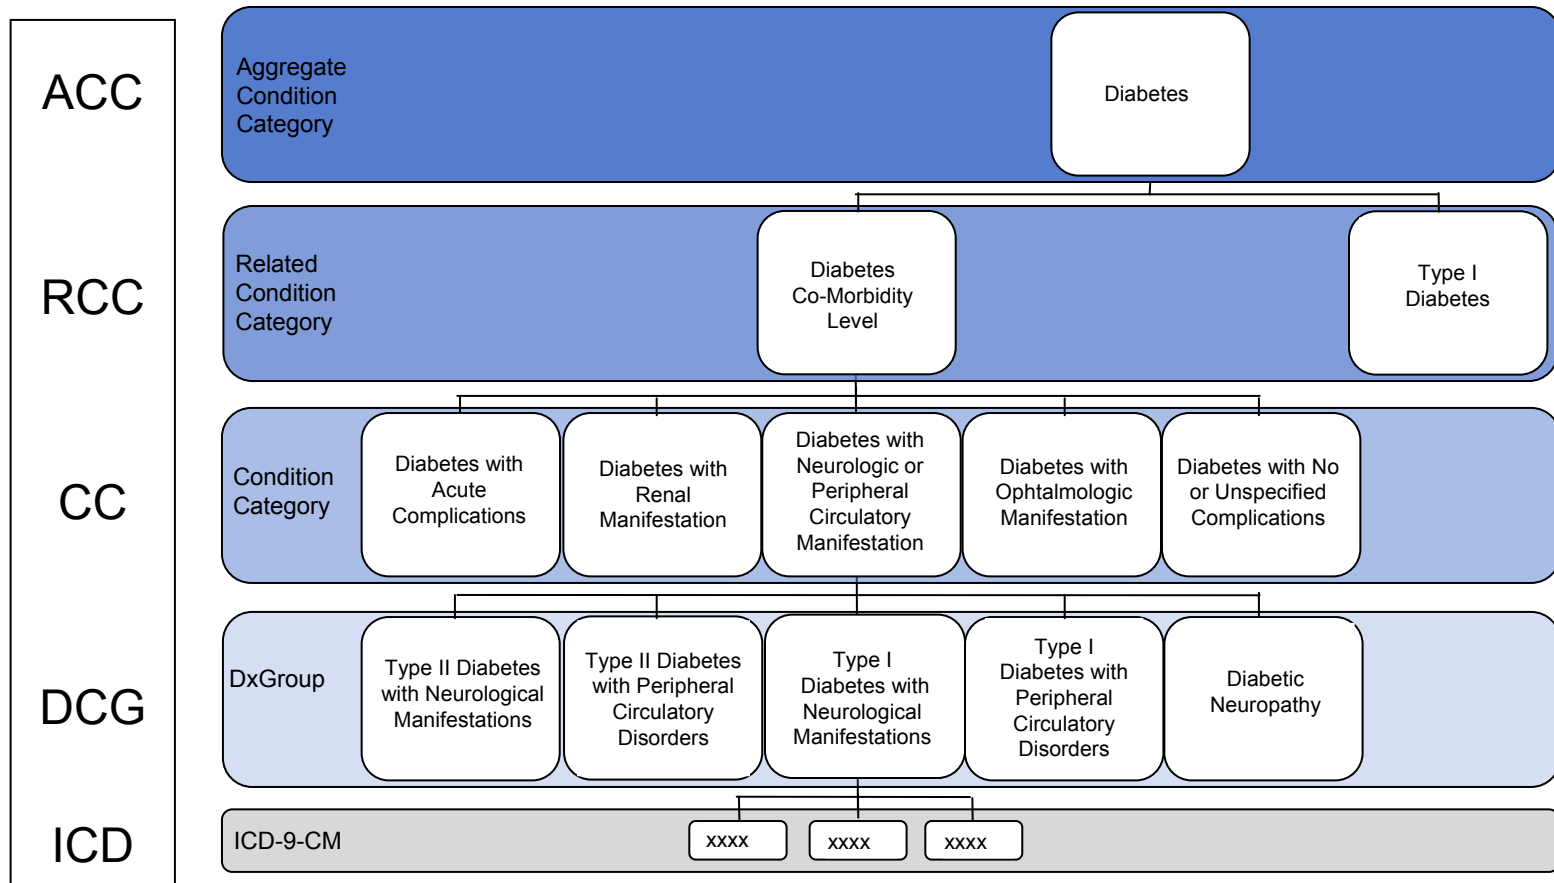 ACC
Aggregate
Condition
Category
Diabetes
RCC
Related
Condition
Category
Diabetes
Co-Morbidity
Level
Type I
Diabetes
CC
Condition
Category
Diabetes with
Acute
Complications
Diabetes with
Renal
Manifestation
Diabetes with
Neurologic or
Peripheral
Circulatory
Manifestation
Diabetes with
Ophtalmologic
Manifestation
Diabetes with No
or Unspecified
Complications
DCG
DxGroup
Type II Diabetes
with Neurological
Manifestations
Type II Diabetes
with Peripheral
Circulatory
Disorders
Type I
Diabetes with
Neurological
Manifestations
Type I
Diabetes with
Peripheral
Circulatory
Disorders
Diabetic
Neuropathy
ICD
ICD-9-CM
xxxx
xxxx
xxxx